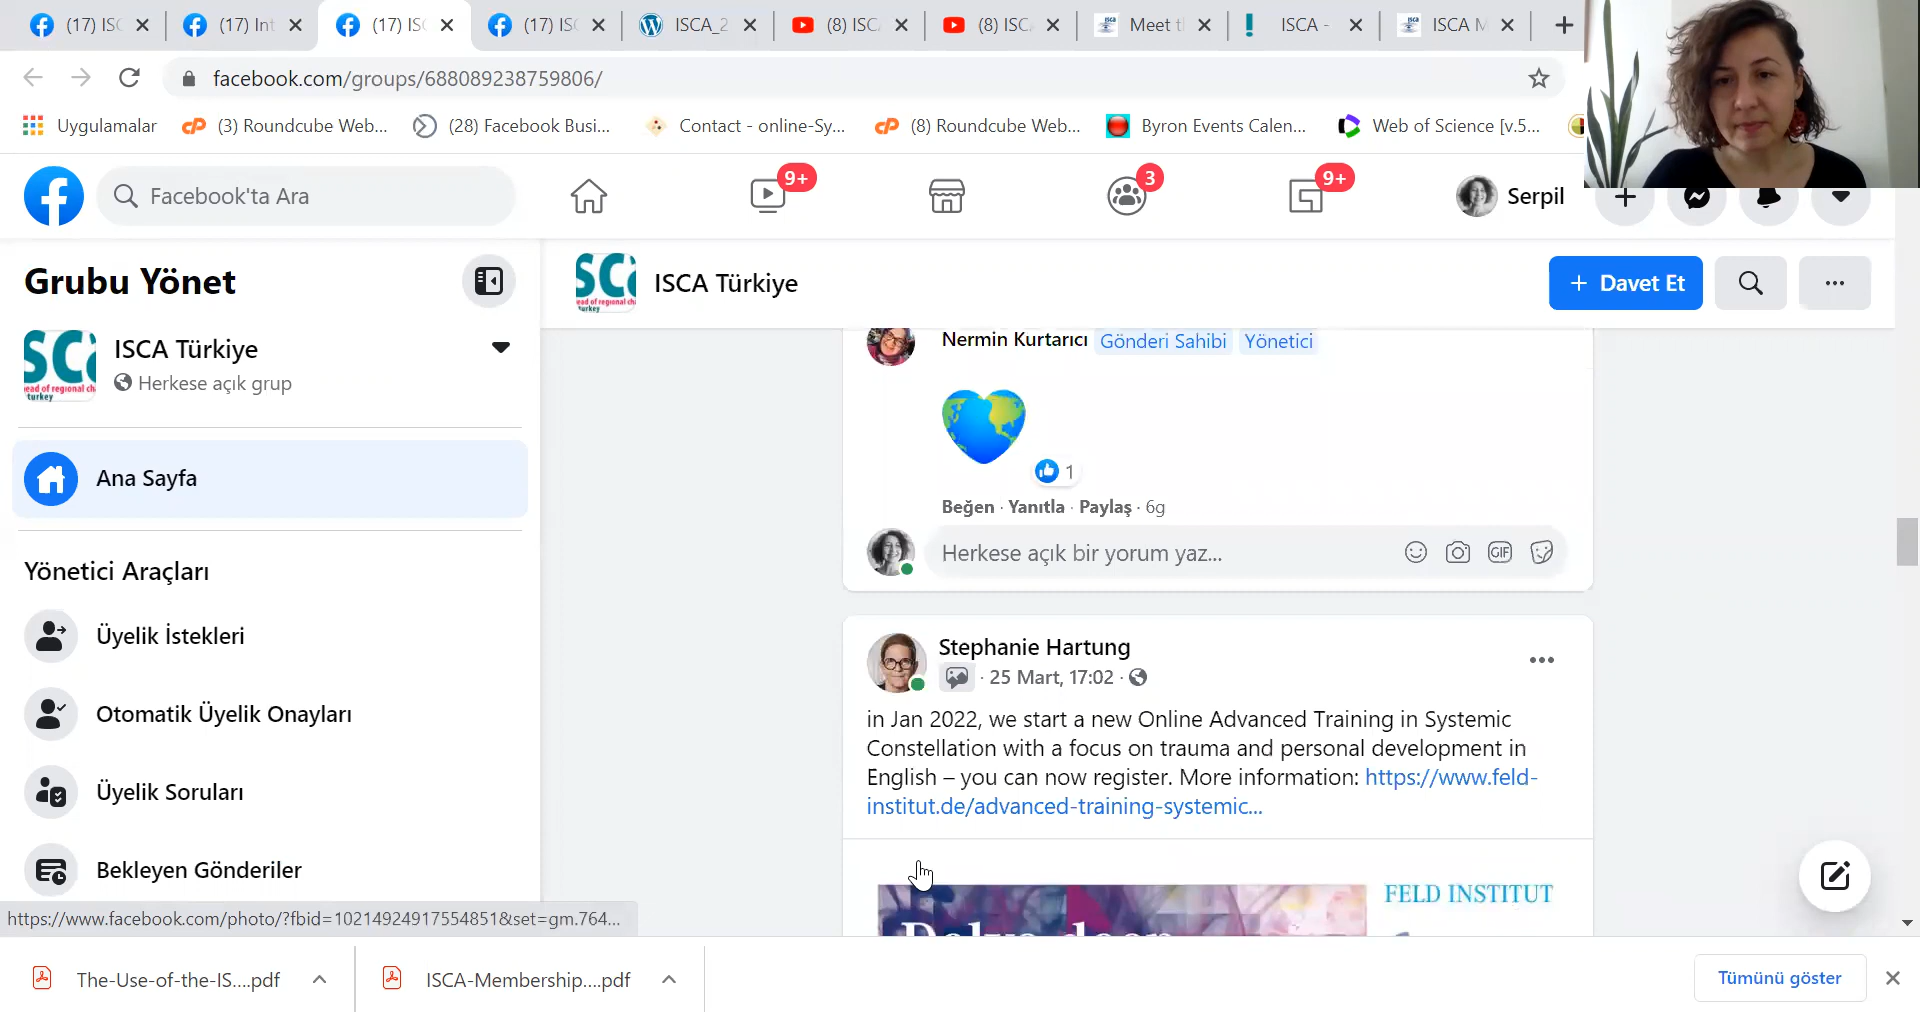 (17) ISC
(17) Int
(17) ISC
(17) ISC
ISCA_2
(8) ISCA
(8) ISCA
Meet t
ISCA -
ISCA M
facebook.com/groups/688089238759806/
Uygulamalar
(3) Roundcube Web...
(28) Facebook Busi...
Contact - online-Sy...
(8) Roundcube Web...
Byron Events Calen...
Web of Science [v.5...
Facebook'ta Ara
9+
3
9+
Serpil
Grubu Yönet
ISCA Türkiye
Davet Et
ISCA Türkiye
Herkese açık grup
turkey
Nermin Kurtarıcı Gönderi Sahibi Yönetici
1
Beğen · Yanıtla · Paylaş · 6g
Herkese açık bir yorum yaz...
GIF
Ana Sayfa
Yönetici Araçları
Üyelik İstekleri
Otomatik Üyelik Onayları
Üyelik Soruları
Bekleyen Gönderiler
Stephanie Hartung
· 25 Mart, 17:02 ·
in Jan 2022, we start a new Online Advanced Training in Systemic
Constellation with a focus on trauma and personal development in
English – you can now register. More information: https://www.feld-
institut.de/advanced-training-systemic...
FELD INSTITUT
https://www.facebook.com/photo/?fbid=10214924917554851&set=gm.764...
The-Use-of-the-IS....pdf
ISCA-Membership....pdf
Tümünü göster